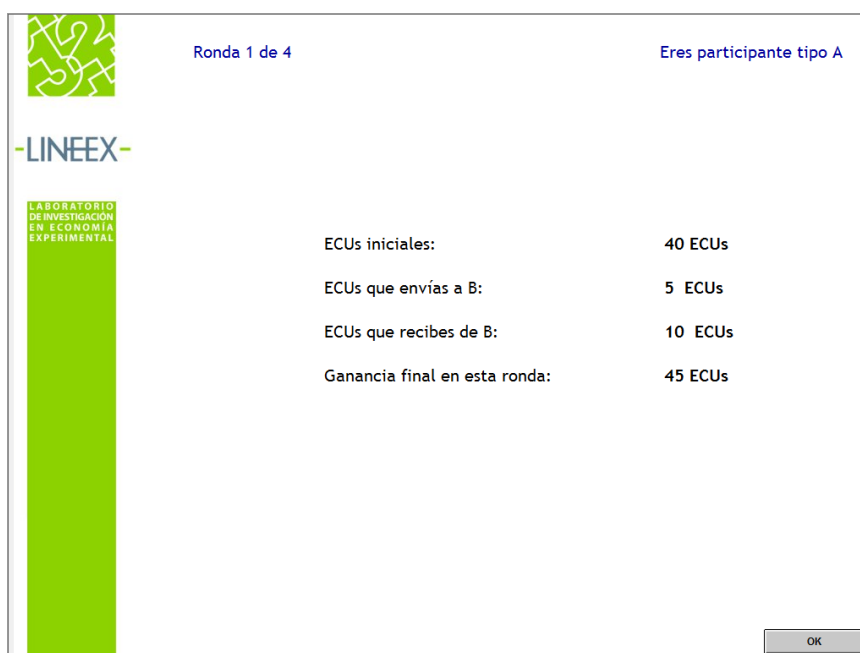 Ronda 1 de 4
Eres participante tipo A
-LINEEX-
LABORATORIO
DE INVESTIGACIÓN
EN ECONOMÍA
EXPERIMENTAL
ECUs iniciales: 40 ECUs
ECUs que envías a B: 5 ECUs
ECUs que recibes de B: 10 ECUs
Ganancia final en esta ronda: 45 ECUs
OK